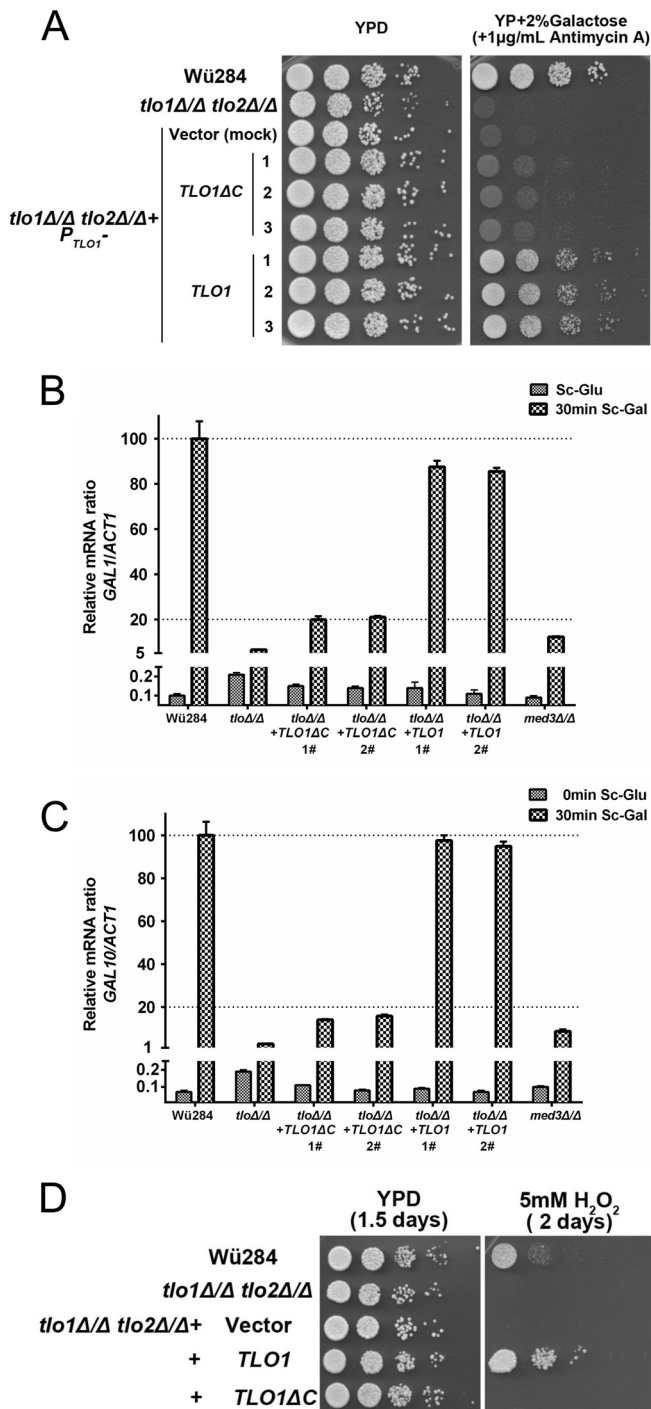 A
YPD
YP+2%Galactose
(+1µg/mL Antimycin A)
Wü284
tlo1Δ/Δ tlo2Δ/Δ
Vector (mock)
tlo1Δ/Δ tlo2Δ/Δ+
PTLO1-
TLO1ΔC
1
2
3
TLO1
1
2
3
B
Sc-Glu
30min Sc-Gal
Relative mRNA ratio
GAL1/ACT1
100
80
60
40
20
5
0.2
0.1
Wü284
tloΔ/Δ
tloΔ/Δ
+TLO1ΔC
1#
tloΔ/Δ
+TLO1ΔC
2#
tloΔ/Δ
+TLO1
1#
tloΔ/Δ
+TLO1
2#
med3Δ/Δ
C
0min Sc-Glu
30min Sc-Gal
Relative mRNA ratio
GAL10/ACT1
100
80
60
40
20
1
0.2
0.1
Wü284
tloΔ/Δ
tloΔ/Δ
+TLO1ΔC
1#
tloΔ/Δ
+TLO1ΔC
2#
tloΔ/Δ
+TLO1
1#
tloΔ/Δ
+TLO1
2#
med3Δ/Δ
D
YPD
(1.5 days)
5mM H2O2
( 2 days)
Wü284
tlo1Δ/Δ tlo2Δ/Δ
tlo1Δ/Δ tlo2Δ/Δ+ Vector
+ TLO1
+ TLO1ΔC